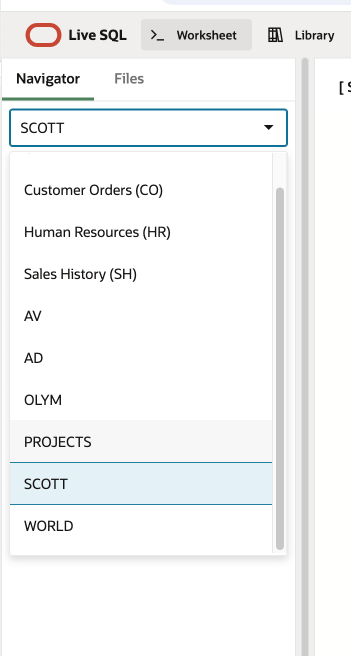 Live SQL
Worksheet
Library
Navigator
Files
[ S
SCOTT
Customer Orders (CO)
Human Resources (HR)
Sales History (SH)
AV
AD
OLYM
PROJECTS
SCOTT
WORLD